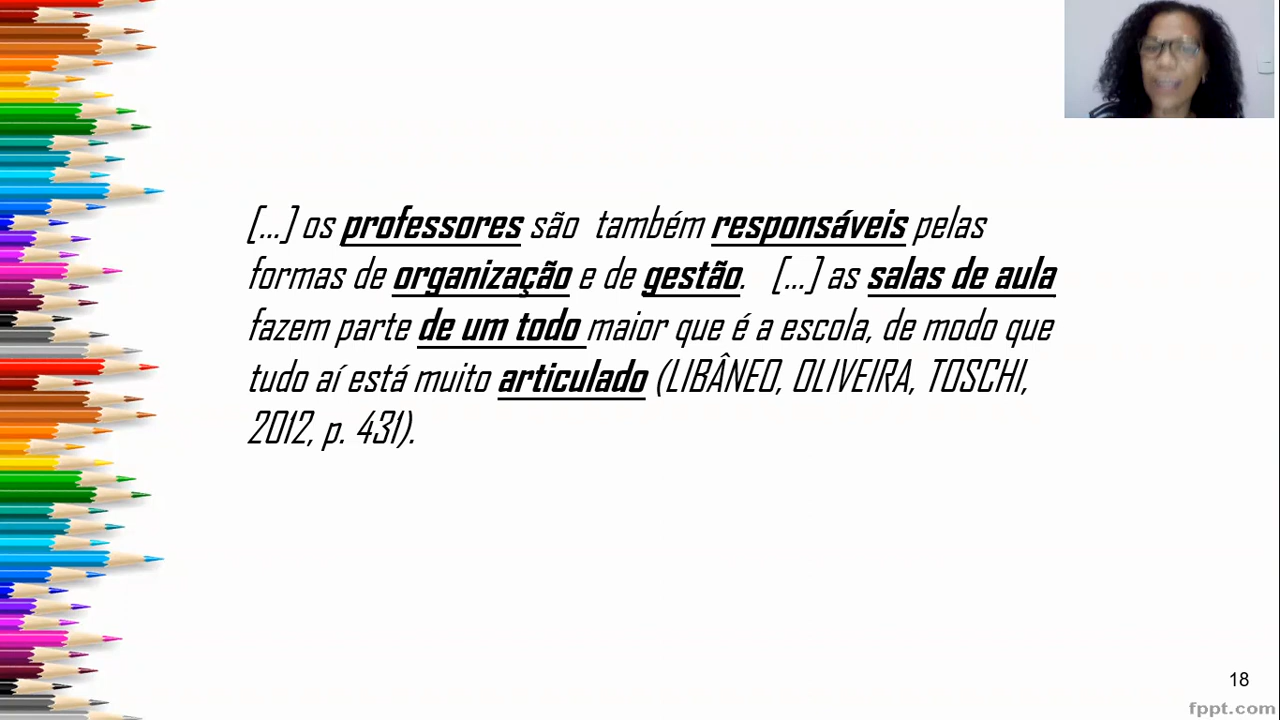 [...] os professores são também responsáveis pelas
formas de organização e de gestão. [...] as salas de aula
fazem parte de um todo maior que é a escola, de modo que
tudo aí está muito articulado (LIBÂNEO, OLIVEIRA, TOSCHI,
2012, p. 431).
18
fppt.com